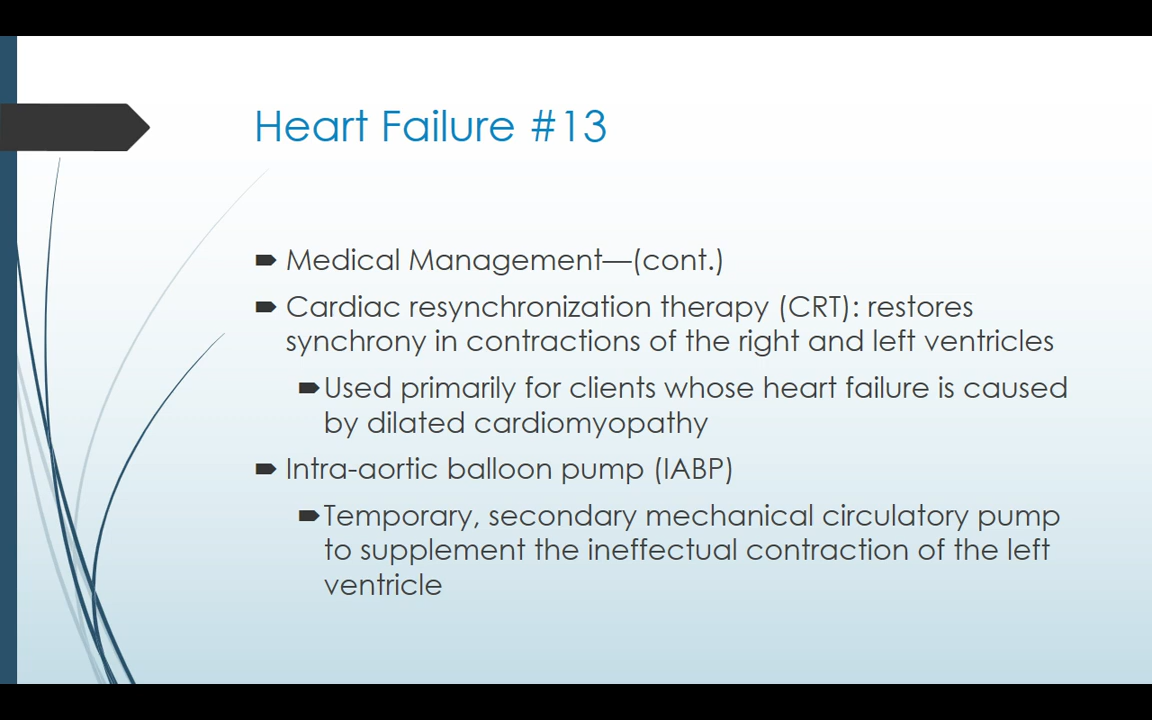 Heart Failure #13
Medical Management—(cont.)
Cardiac resynchronization therapy (CRT): restores
synchrony in contractions of the right and left ventricles
Used primarily for clients whose heart failure is caused
by dilated cardiomyopathy
Intra-aortic balloon pump (IABP)
Temporary, secondary mechanical circulatory pump
to supplement the ineffectual contraction of the left
ventricle